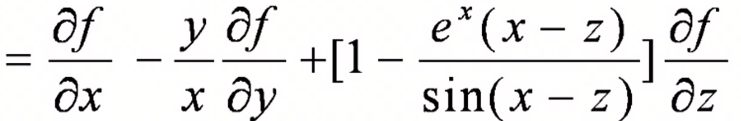 = ∂f/∂x − y/x ∂f/∂y +[1 − e^x(x − z)/sin(x − z)] ∂f/∂z